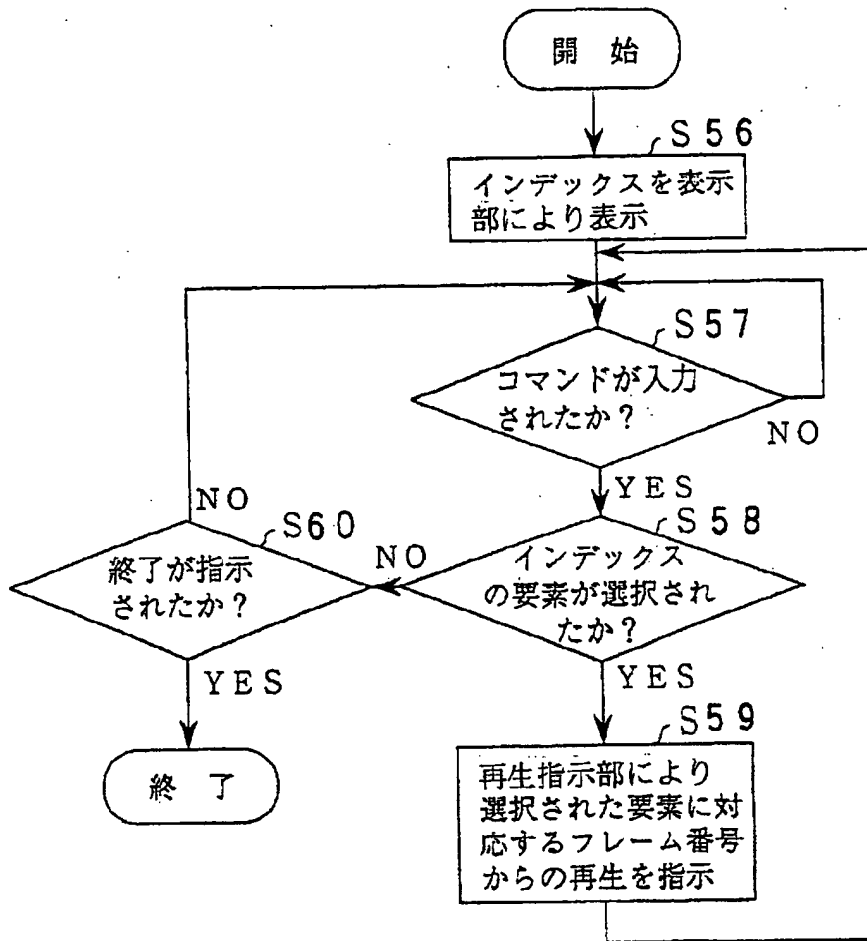 開 始
S56
インデックスを表示
部により表示
S57
コマンドが入力
されたか?
NO
YES
S58
インデックス
の要素が選択され
たか?
NO
S60
終了が指示
されたか?
NO
YES
終 了
YES
S59
再生指示部により
選択された要素に対
応するフレーム番号
からの再生を指示